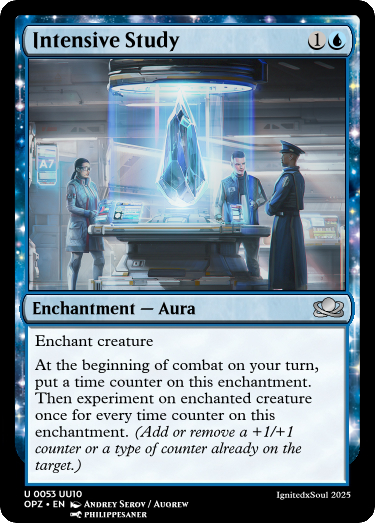 Intensive Study 1
A7
Enchantment — Aura
Enchant creature
At the beginning of combat on your turn,
put a time counter on this enchantment.
Then experiment on enchanted creature
once for every time counter on this
enchantment. (Add or remove a +1/+1
counter or a type of counter already on the
target.)
U 0053 UU10
OPZ • EN Andrey Serov / Auorew
IgnitedxSoul 2025
philippesaner